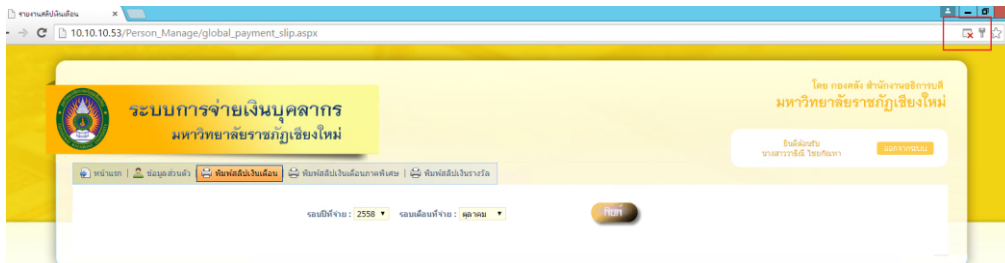 รายงานสลิปเงินเดือน
10.10.10.53/Person_Manage/global_payment_slip.aspx
โดย กองคลัง สำนักงานอธิการบดี
มหาวิทยาลัยราชภัฏเชียงใหม่
ระบบการจ่ายเงินบุคลากร
มหาวิทยาลัยราชภัฏเชียงใหม่
ยินดีต้อนรับ
ออกจากระบบ
หน้าแรก | ข้อมูลส่วนตัว | พิมพ์สลิปเงินเดือน | พิมพ์สลิปเงินเดือนภาคพิเศษ | พิมพ์สลิปเงินรางวัล
รอบปีที่จ่าย : 2558 รอบเดือนที่จ่าย : ตุลาคม พิมพ์